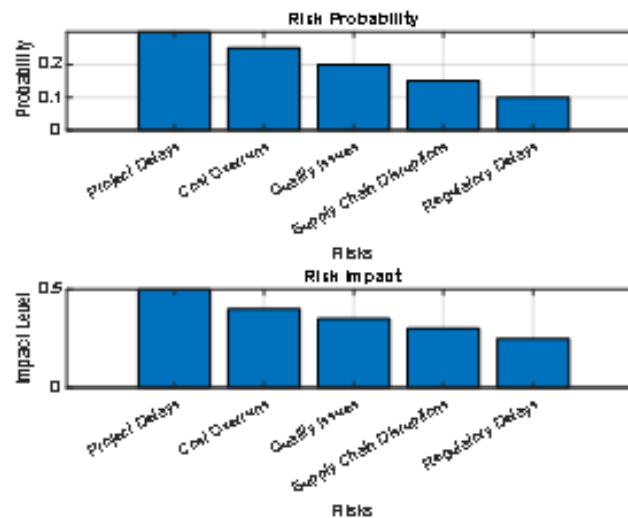 Risk Probability
Probability
0.2
0.1
0
Project Delays
Cost Overruns
Quality Issues
Supply Chain Disruptions
Regulatory Delays
Risks
Risk Impact
Impact Level
0.5
0
Project Delays
Cost Overruns
Quality Issues
Supply Chain Disruptions
Regulatory Delays
Risks